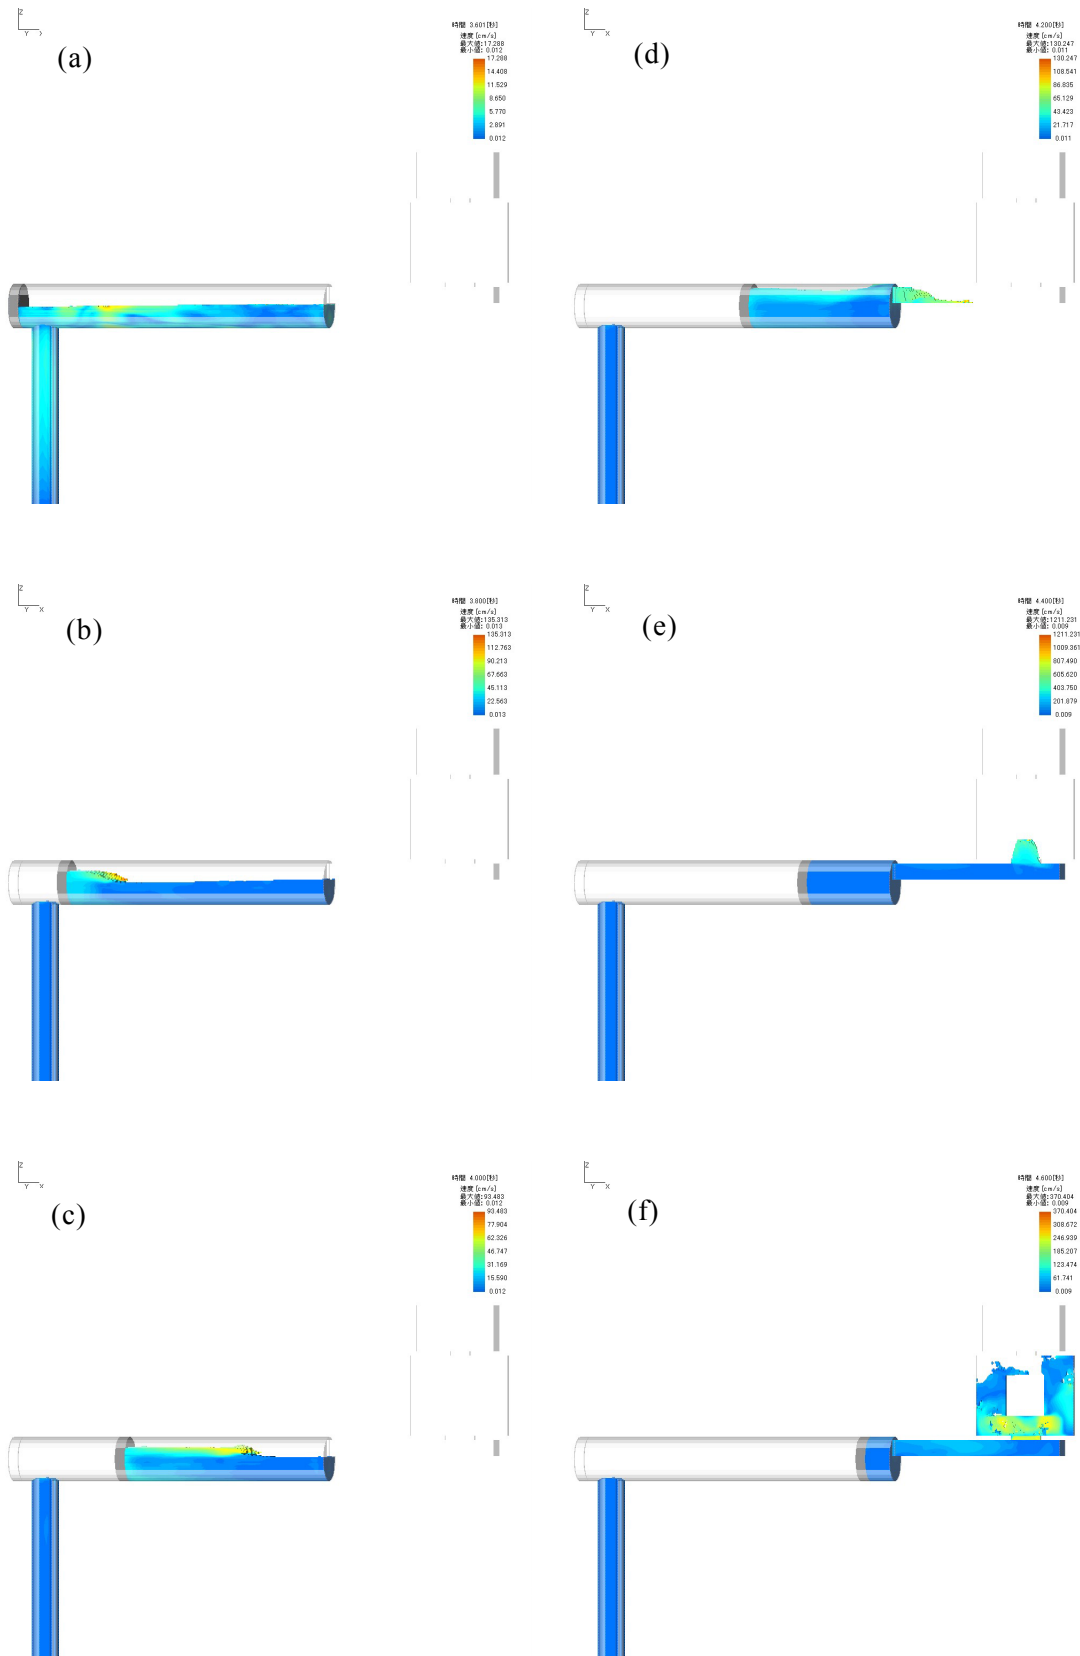 Z
Y
時間 3.601[秒]
速度 [cm/s]
最大値:17.288
最小値: 0.012
17.288
14.408
11.529
8.650
5.770
2.891
0.012
(a)
Z
Y X
時間 4.200[秒]
速度 [cm/s]
最大値:130.247
最小値: 0.011
130.247
108.541
86.835
65.129
43.423
21.717
0.011
(d)
Z
Y X
時間 3.800[秒]
速度 [cm/s]
最大値:135.313
最小値: 0.013
135.313
112.763
90.213
67.663
45.113
22.563
0.013
(b)
Z
Y X
時間 4.400[秒]
速度 [cm/s]
最大値:1211.231
最小値: 0.009
1211.231
1009.361
807.490
605.620
403.750
201.879
0.009
(e)
Z
Y X
時間 4.000[秒]
速度 [cm/s]
最大値:93.483
最小値: 0.012
93.483
77.904
62.326
46.747
31.169
15.590
0.012
(c)
Z
Y X
時間 4.600[秒]
速度 [cm/s]
最大値:370.404
最小値: 0.009
370.404
308.672
246.939
185.207
123.474
61.741
0.009
(f)